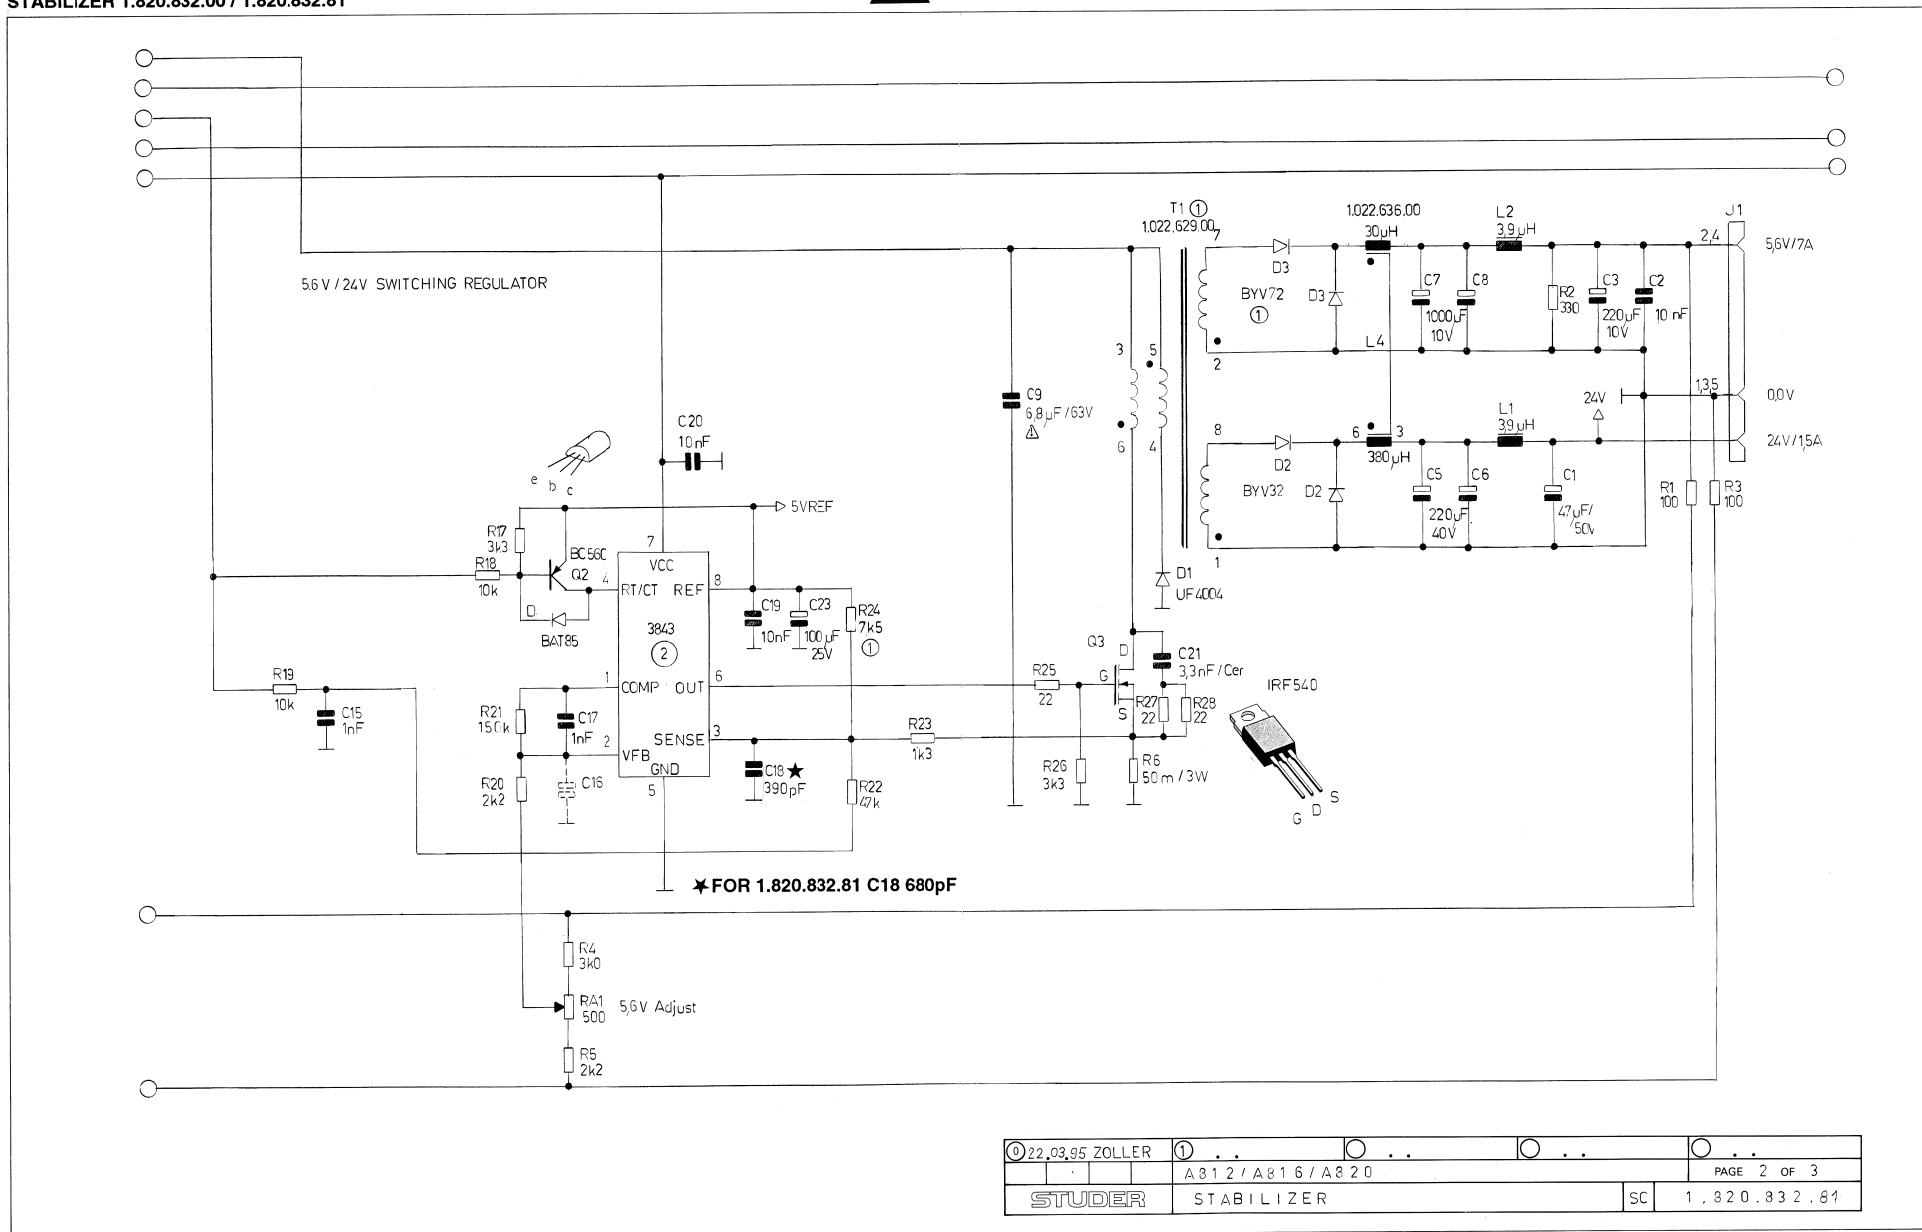 STABILIZER 1.820.832.00 / 1.820.832.81
T1 ①
1.022.629.00
1.022.636.00
30µH
L2
3,9µH
J1
7
2,4
5,6V/7A
D3
BYV72
①
D3
C7
1000µF
10V
C8
R2
330
C3
220µF
10V
C2
10 nF
L4
2
5.6 V / 24V SWITCHING REGULATOR
3
5
6
4
C9
6,8µF/63V
24V
1,3,5
0,0V
L1
3,9µH
8
6
3
380µH
24V/1,5A
D2
BYV32
D2
C5
220µF
40V
C6
C1
47µF/
50V
R1
100
R3
100
1
C20
10nF
e b c
5VREF
R17
3k3
R18
10k
BC560
Q2
D
BAT85
7
VCC
4
RT/CT REF
8
3843
②
1
COMP OUT
6
SENSE
3
2
VFB
GND
5
C19
10nF
C23
100µF
25V
R24
7k5
①
D1
UF4004
Q3
D
G
S
C21
3,3nF/Cer
R27
22
R28
22
IRF540
G D S
R25
22
R26
3k3
R6
50m/3W
R19
10k
C15
1nF
R21
150k
C17
1nF
R20
2k2
C16
C18★
390pF
R23
1k3
R22
47k
★FOR 1.820.832.81 C18 680pF
R4
3k0
RA1
500
5,6V Adjust
R5
2k2
⓪ 22.03.95 ZOLLER ① . . . . . . . .
A812/A816/A820
PAGE 2 OF 3
STUDER
STABILIZER
SC
1.820.832.81